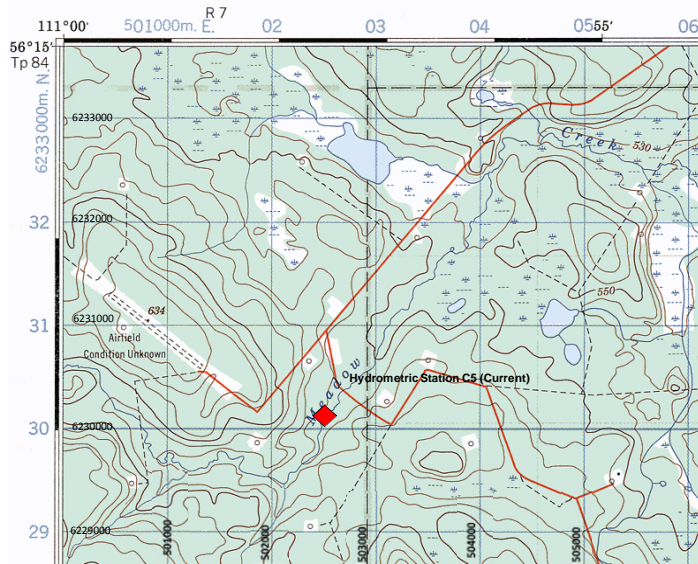 R 7
111°00' 501000m. E. 02 03 04 05 55' 06
56°15'
Tp 84
6233000m. N.
6233000
Creek 530
32
6232000
550
634
31
6231000
Airfield
Condition Unknown
Meadow
Hydrometric Station C5 (Current)
30
6230000
29
6229000
501000
502000
503000
504000
505000